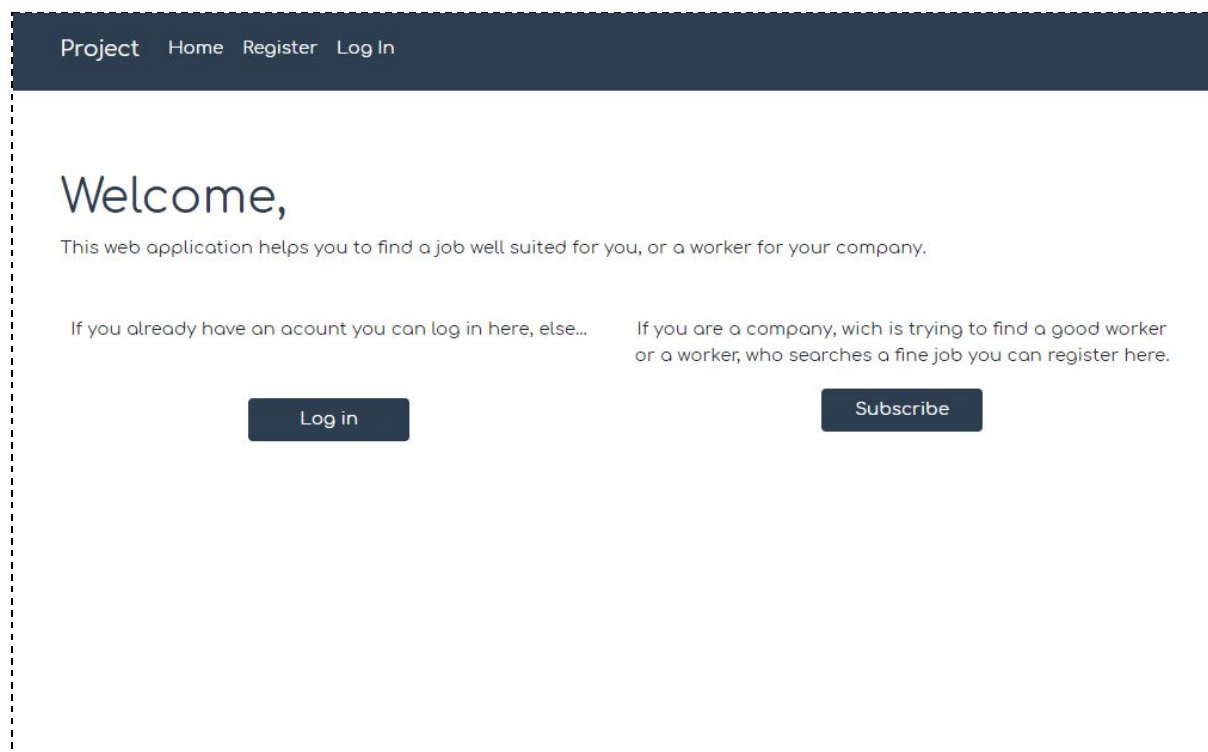 Project Home Register Log In
Welcome,
This web application helps you to find a job well suited for you, or a worker for your company.
If you already have an acount you can log in here, else...
Log in
If you are a company, wich is trying to find a good worker
or a worker, who searches a fine job you can register here.
Subscribe